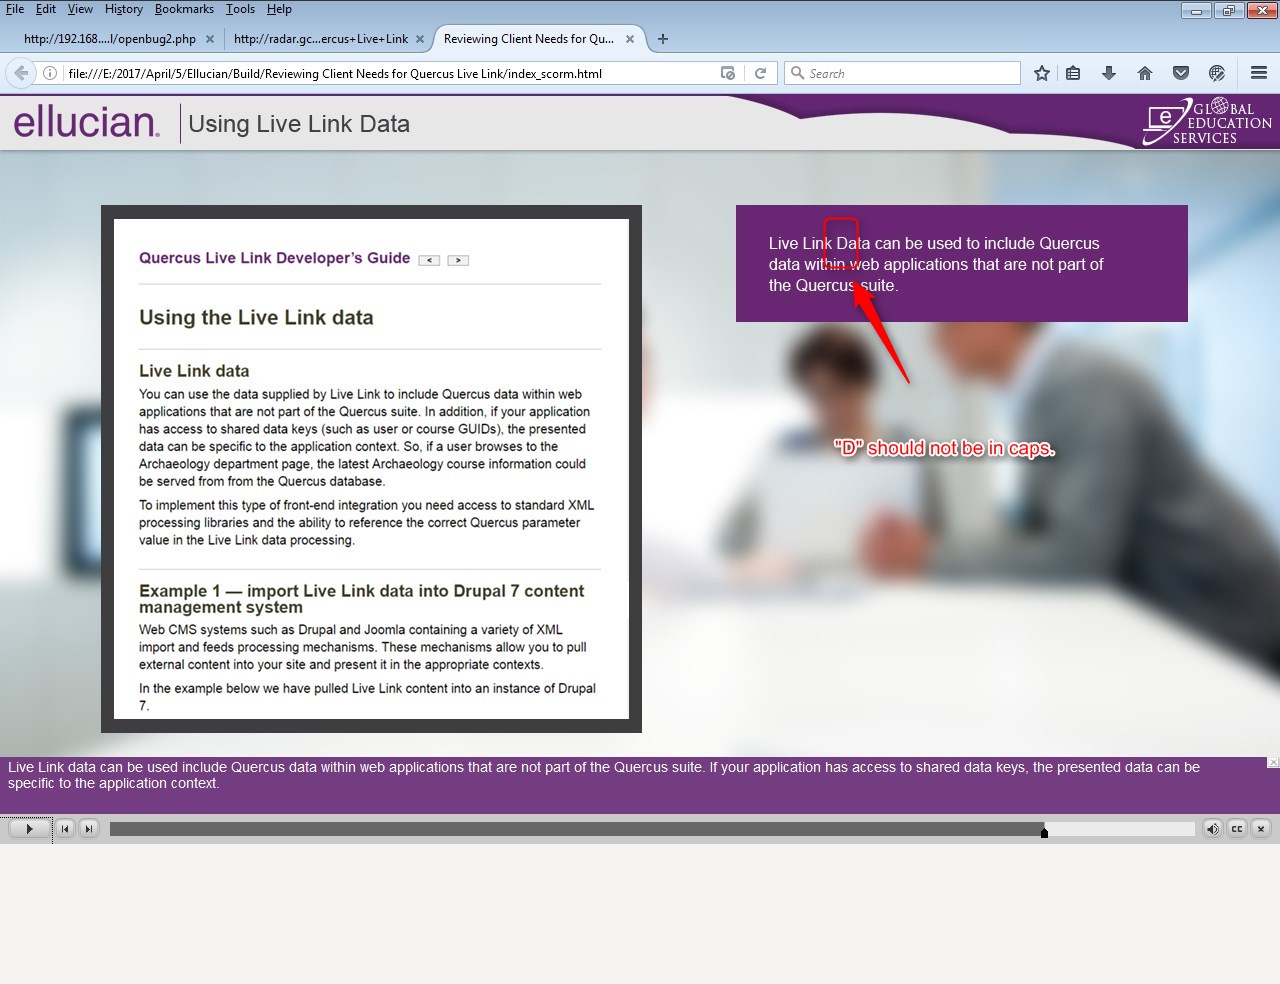 File Edit View History Bookmarks Tools Help
http://192.168....l/openbug2.php
http://radar.gc...ercus+Live+Link
Reviewing Client Needs for Qu...
file:///E:/2017/April/5/Ellucian/Build/Reviewing Client Needs for Quercus Live Link/index_scorm.html
Search
ellucian.
Using Live Link Data
e
GLOBAL
EDUCATION
SERVICES
Quercus Live Link Developer's Guide < >
Using the Live Link data
Live Link data
You can use the data supplied by Live Link to include Quercus data within web
applications that are not part of the Quercus suite. In addition, if your application
has access to shared data keys (such as user or course GUIDs), the presented
data can be specific to the application context. So, if a user browses to the
Archaeology department page, the latest Archaeology course information could
be served from from the Quercus database.
To implement this type of front-end integration you need access to standard XML
processing libraries and the ability to reference the correct Quercus parameter
value in the Live Link data processing.
Example 1 — import Live Link data into Drupal 7 content
management system
Web CMS systems such as Drupal and Joomla containing a variety of XML
import and feeds processing mechanisms. These mechanisms allow you to pull
external content into your site and present it in the appropriate contexts.
In the example below we have pulled Live Link content into an instance of Drupal
7.
Live Link Data can be used to include Quercus
data within web applications that are not part of
the Quercus suite.
"D" should not be in caps.
Live Link data can be used include Quercus data within web applications that are not part of the Quercus suite. If your application has access to shared data keys, the presented data can be
specific to the application context.
CC